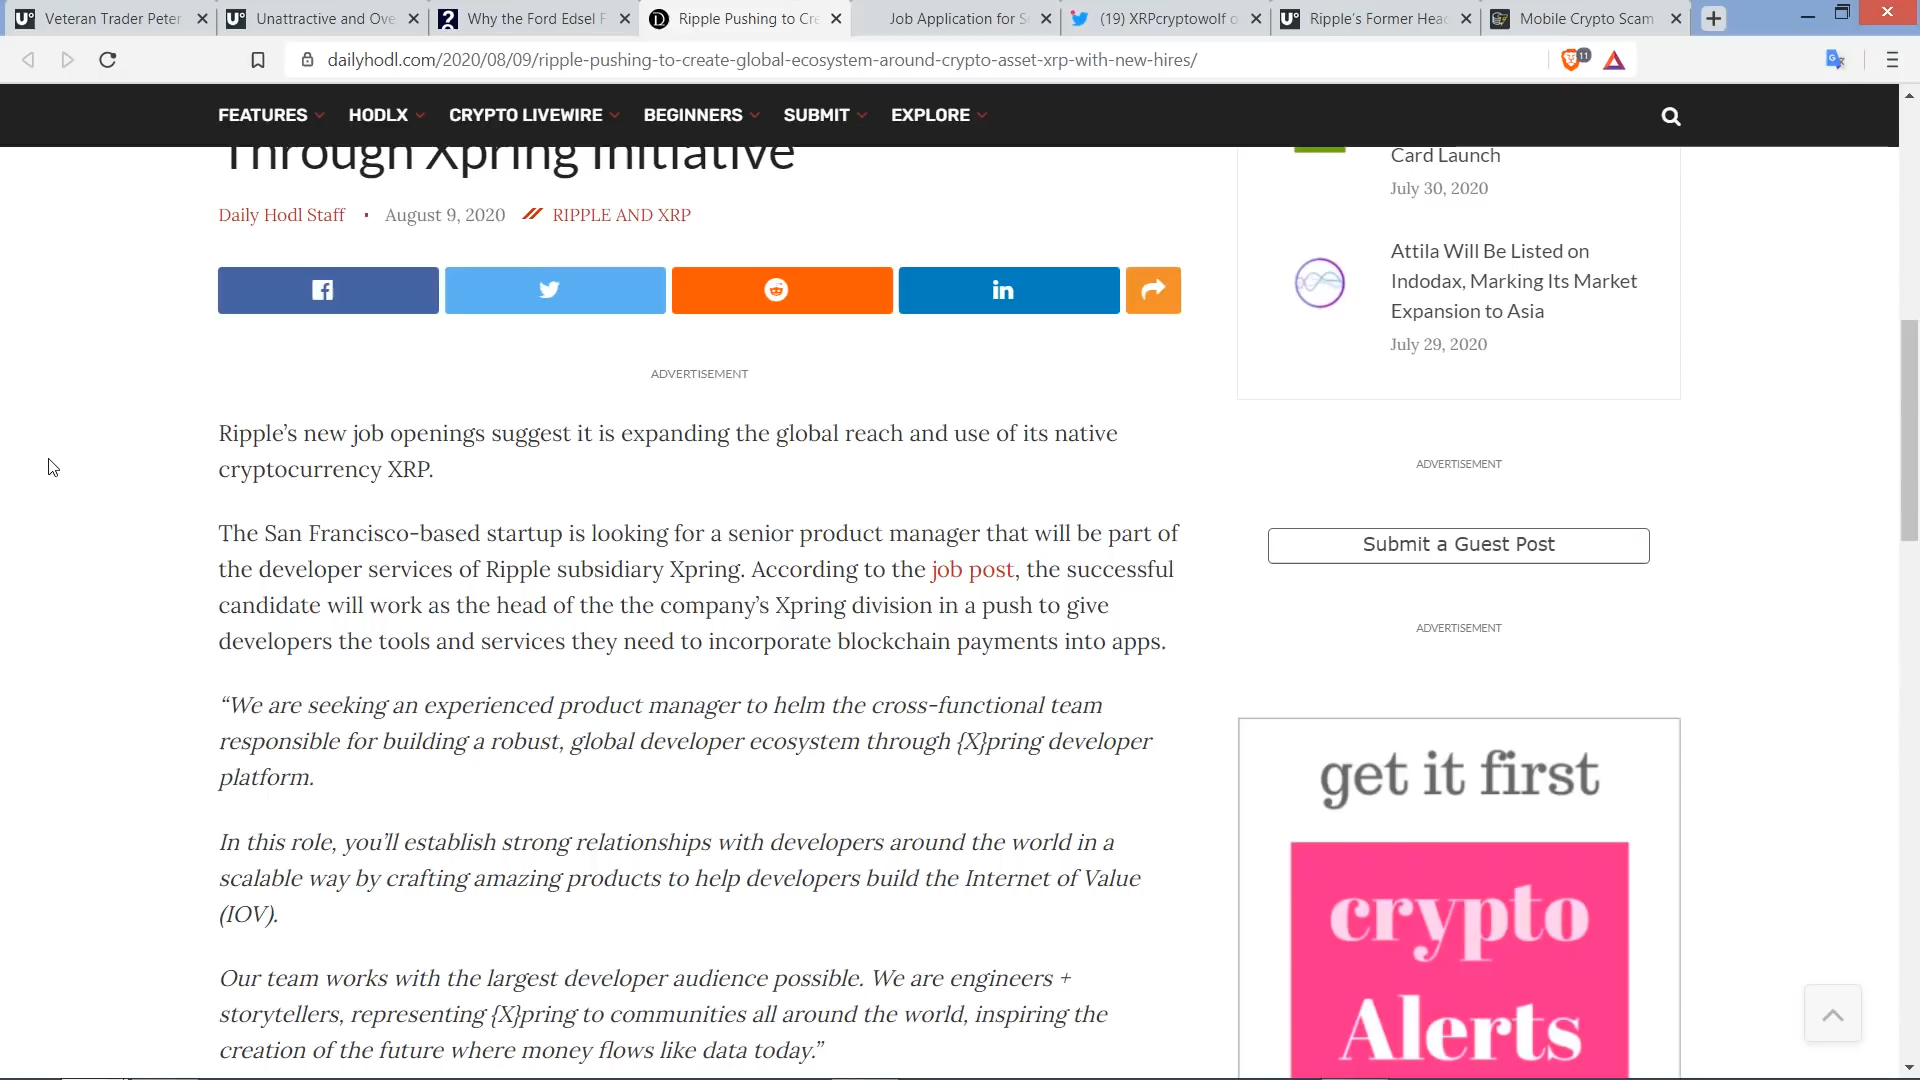 Veteran Trader Peter
Unattractive and Ove
Why the Ford Edsel F
Ripple Pushing to Cre
Job Application for S
(19) XRPcryptowolf o
Ripple's Former Head
Mobile Crypto Scam
dailyhodl.com/2020/08/09/ripple-pushing-to-create-global-ecosystem-around-crypto-asset-xrp-with-new-hires/
11
FEATURES
HODLX
CRYPTO LIVEWIRE
BEGINNERS
SUBMIT
EXPLORE
Through Xpring Initiative
Daily Hodl Staff
August 9, 2020
RIPPLE AND XRP
ADVERTISEMENT
Ripple’s new job openings suggest it is expanding the global reach and use of its native
cryptocurrency XRP.
The San Francisco-based startup is looking for a senior product manager that will be part of
the developer services of Ripple subsidiary Xpring. According to the job post, the successful
candidate will work as the head of the the company’s Xpring division in a push to give
developers the tools and services they need to incorporate blockchain payments into apps.
“We are seeking an experienced product manager to helm the cross-functional team
responsible for building a robust, global developer ecosystem through {X}pring developer
platform.
In this role, you’ll establish strong relationships with developers around the world in a
scalable way by crafting amazing products to help developers build the Internet of Value
(IOV).
Our team works with the largest developer audience possible. We are engineers +
storytellers, representing {X}pring to communities all around the world, inspiring the
creation of the future where money flows like data today.”
Card Launch
July 30, 2020
Attila Will Be Listed on
Indodax, Marking Its Market
Expansion to Asia
July 29, 2020
ADVERTISEMENT
Submit a Guest Post
ADVERTISEMENT
get it first
crypto
Alerts